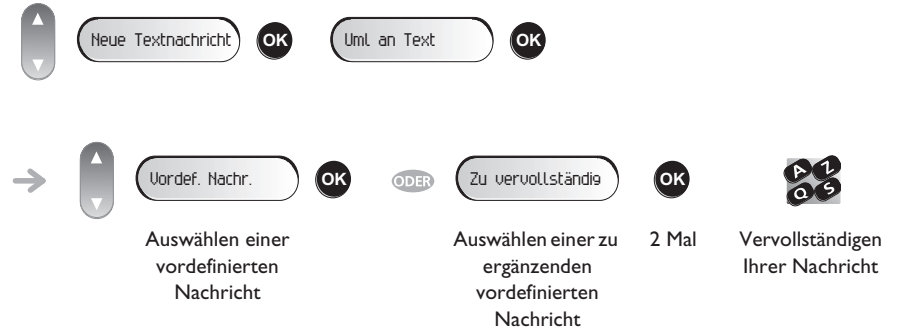 Neue Textnachricht OK Uml. an Text OK
Vordef. Nachr. OK ODER Zu vervollständig OK A Z Q S
Auswählen einer vordefinierten Nachricht
Auswählen einer zu ergänzenden vordefinierten Nachricht
2 Mal
Vervollständigen Ihrer Nachricht